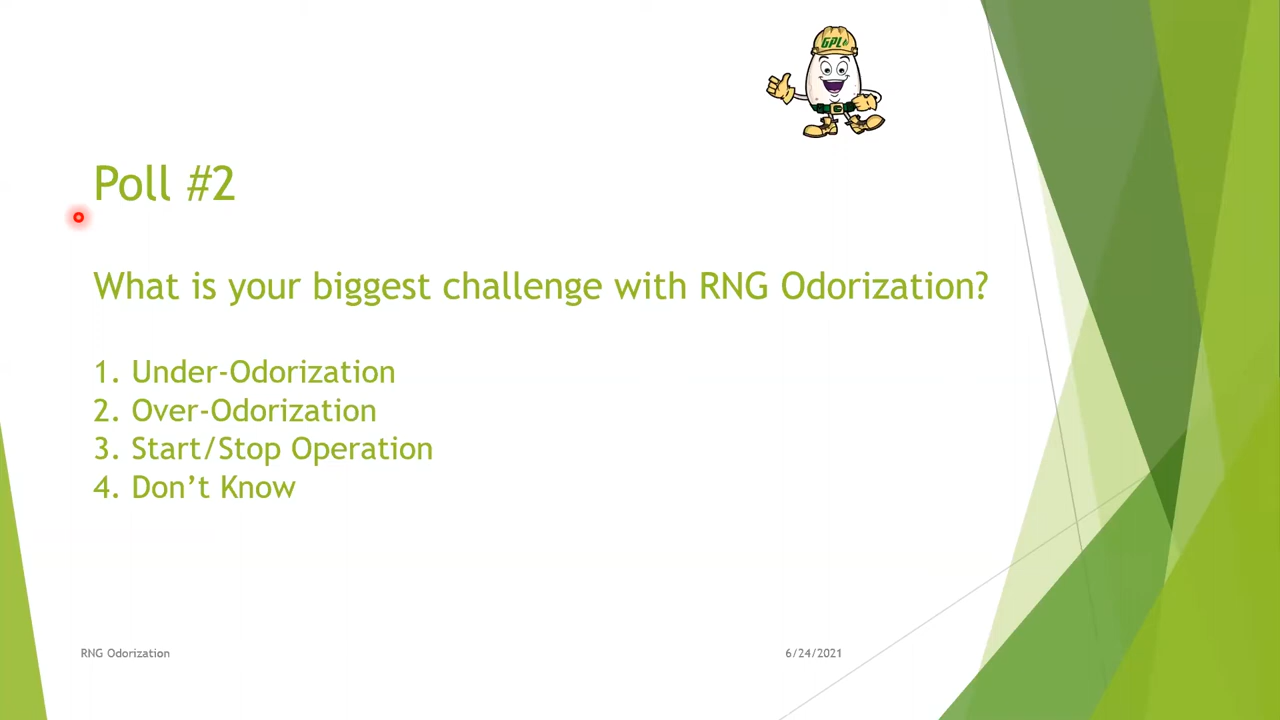 GPL
Poll #2
What is your biggest challenge with RNG Odorization?
1. Under-Odorization
2. Over-Odorization
3. Start/Stop Operation
4. Don’t Know
RNG Odorization
6/24/2021